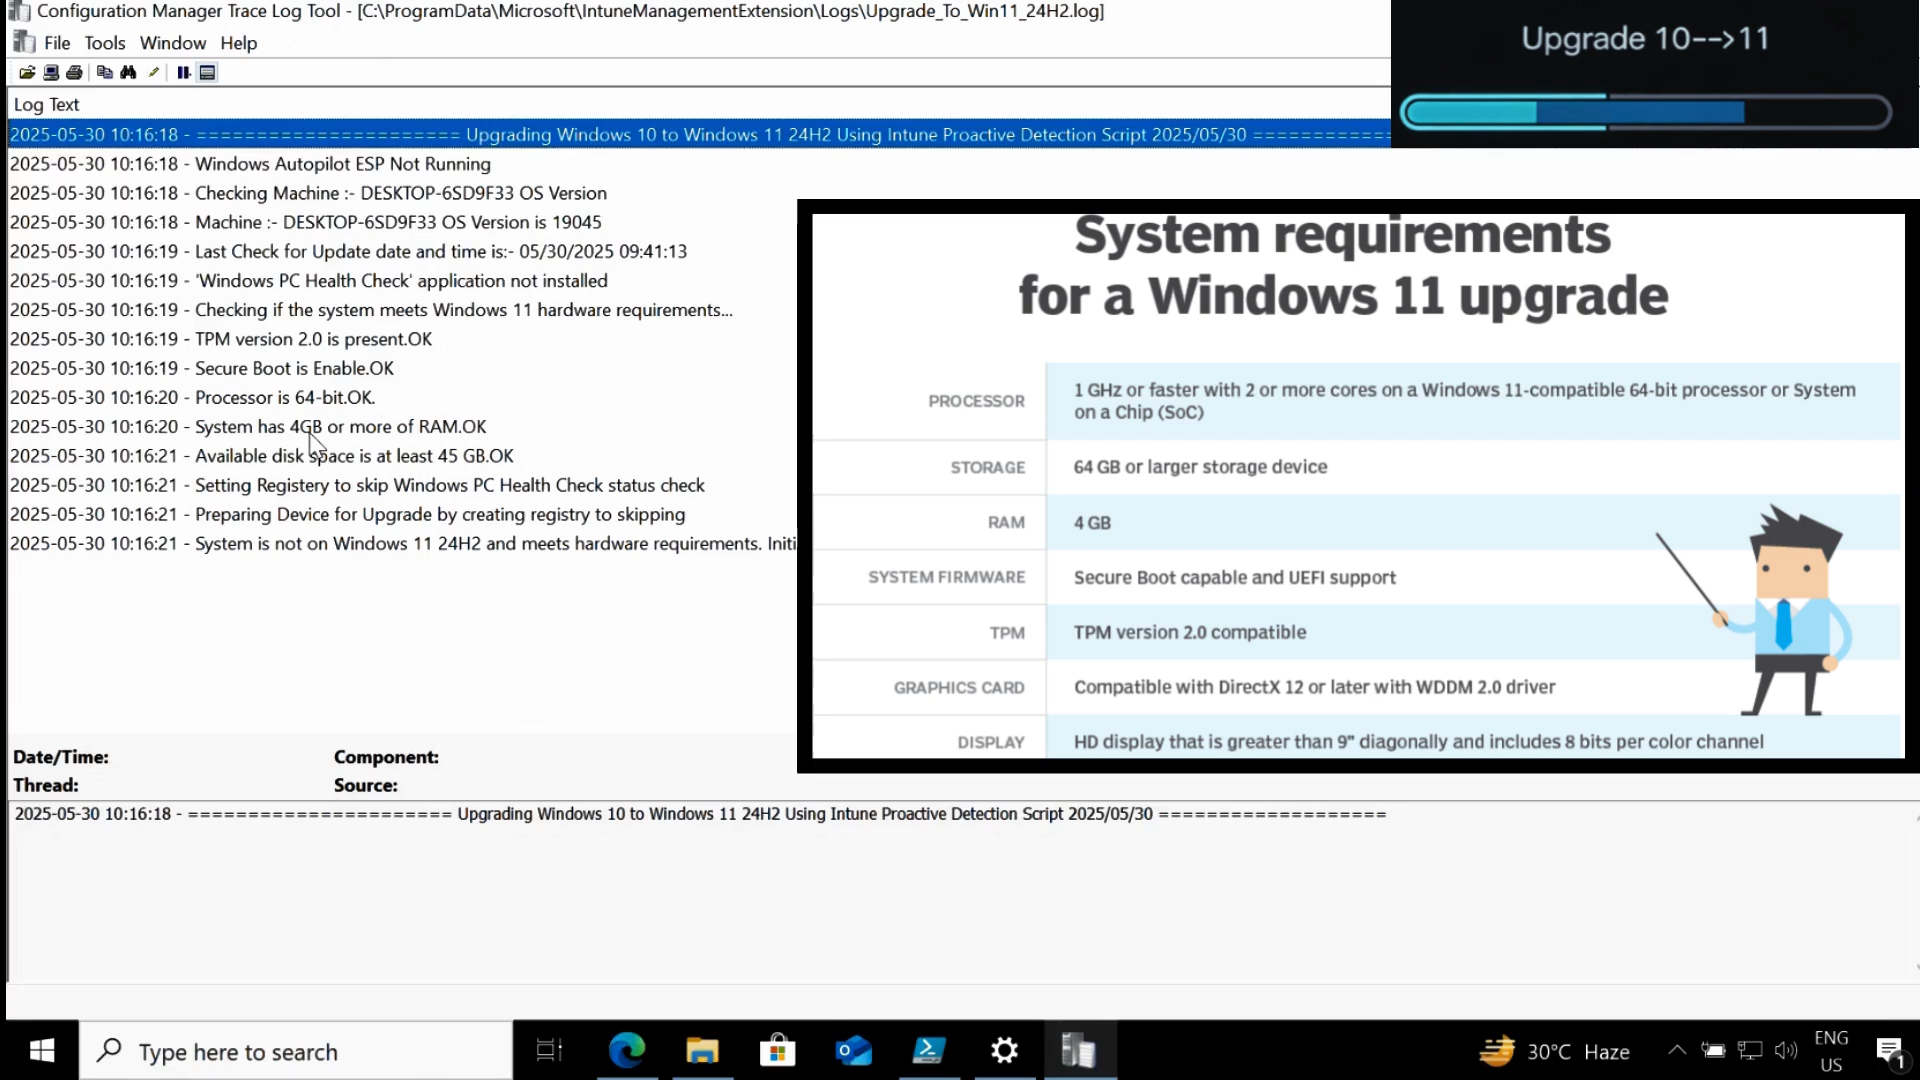 Configuration Manager Trace Log Tool - [C:\ProgramData\Microsoft\IntuneManagementExtension\Logs\Upgrade_To_Win11_24H2.log]
File Tools Window Help
Upgrade 10-->11
Log Text
2025-05-30 10:16:18 - ====================== Upgrading Windows 10 to Windows 11 24H2 Using Intune Proactive Detection Script 2025/05/30 ============
2025-05-30 10:16:18 - Windows Autopilot ESP Not Running
2025-05-30 10:16:18 - Checking Machine :- DESKTOP-6SD9F33 OS Version
2025-05-30 10:16:18 - Machine :- DESKTOP-6SD9F33 OS Version is 19045
2025-05-30 10:16:19 - Last Check for Update date and time is:- 05/30/2025 09:41:13
2025-05-30 10:16:19 - 'Windows PC Health Check' application not installed
2025-05-30 10:16:19 - Checking if the system meets Windows 11 hardware requirements...
2025-05-30 10:16:19 - TPM version 2.0 is present.OK
2025-05-30 10:16:19 - Secure Boot is Enable.OK
2025-05-30 10:16:20 - Processor is 64-bit.OK.
2025-05-30 10:16:20 - System has 4GB or more of RAM.OK
2025-05-30 10:16:21 - Available disk space is at least 45 GB.OK
2025-05-30 10:16:21 - Setting Registery to skip Windows PC Health Check status check
2025-05-30 10:16:21 - Preparing Device for Upgrade by creating registry to skipping
2025-05-30 10:16:21 - System is not on Windows 11 24H2 and meets hardware requirements. Initi
System requirements
for a Windows 11 upgrade
PROCESSOR 1 GHz or faster with 2 or more cores on a Windows 11-compatible 64-bit processor or System
on a Chip (SoC)
STORAGE 64 GB or larger storage device
RAM 4 GB
SYSTEM FIRMWARE Secure Boot capable and UEFI support
TPM TPM version 2.0 compatible
GRAPHICS CARD Compatible with DirectX 12 or later with WDDM 2.0 driver
DISPLAY HD display that is greater than 9” diagonally and includes 8 bits per color channel
Date/Time: Component:
Thread: Source:
2025-05-30 10:16:18 - ====================== Upgrading Windows 10 to Windows 11 24H2 Using Intune Proactive Detection Script 2025/05/30 ===================
Type here to search
30°C Haze
ENG
US
1